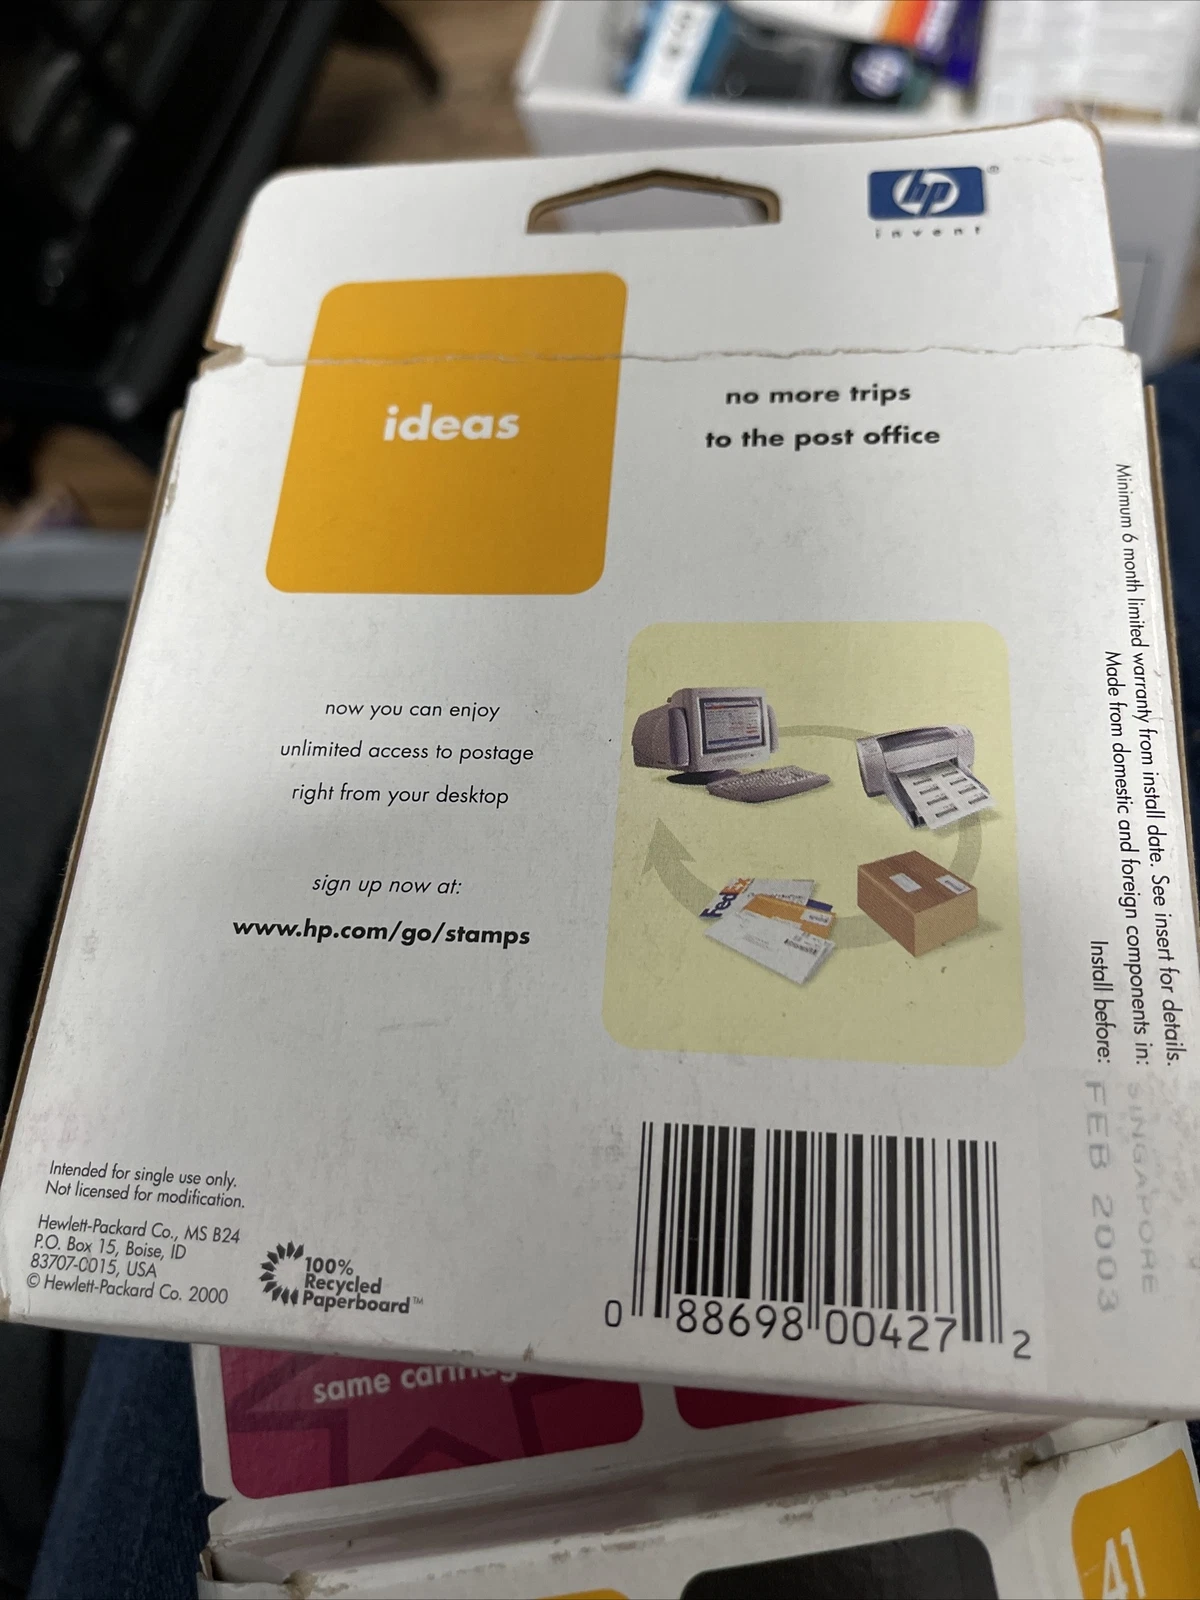 hp
®
invent
ideas
no more trips
to the post office
now you can enjoy
unlimited access to postage
right from your desktop
sign up now at:
www.hp.com/go/stamps
FedEx
Minimum 6 month limited warranty from install date. See insert for details.
Made from domestic and foreign components in:
SINGAPORE
Install before:
FEB 2003
Intended for single use only.
Not licensed for modification.
Hewlett-Packard Co., MS B24
P.O. Box 15, Boise, ID
83707-0015, USA
© Hewlett-Packard Co. 2000
100%
Recycled
Paperboard™
0 88698 00427 2
same
41